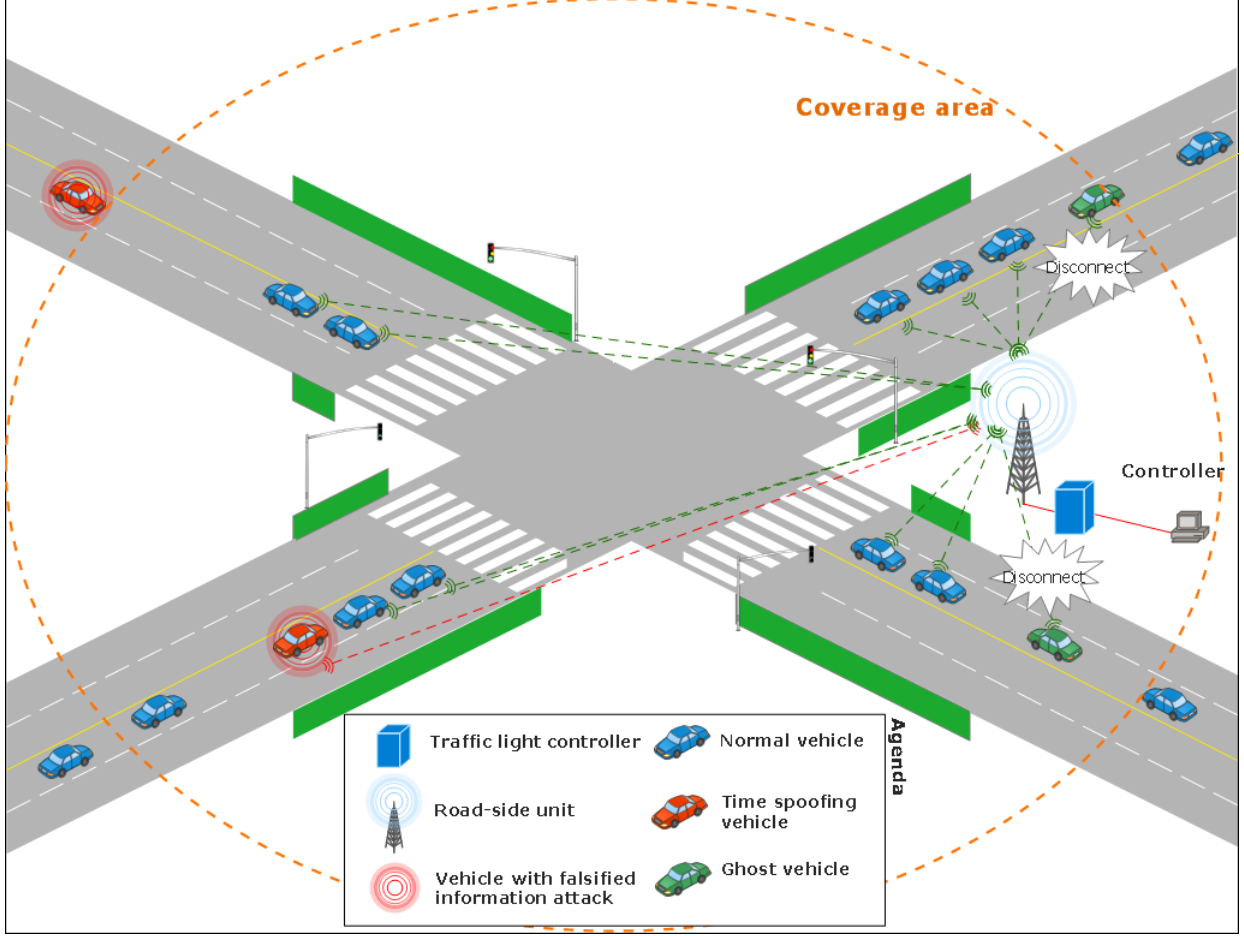 Coverage area
Disconnect
Controller
Disconnect
Agenda
Traffic light controller
Normal vehicle
Road-side unit
Time spoofing
vehicle
Vehicle with falsified
information attack
Ghost vehicle